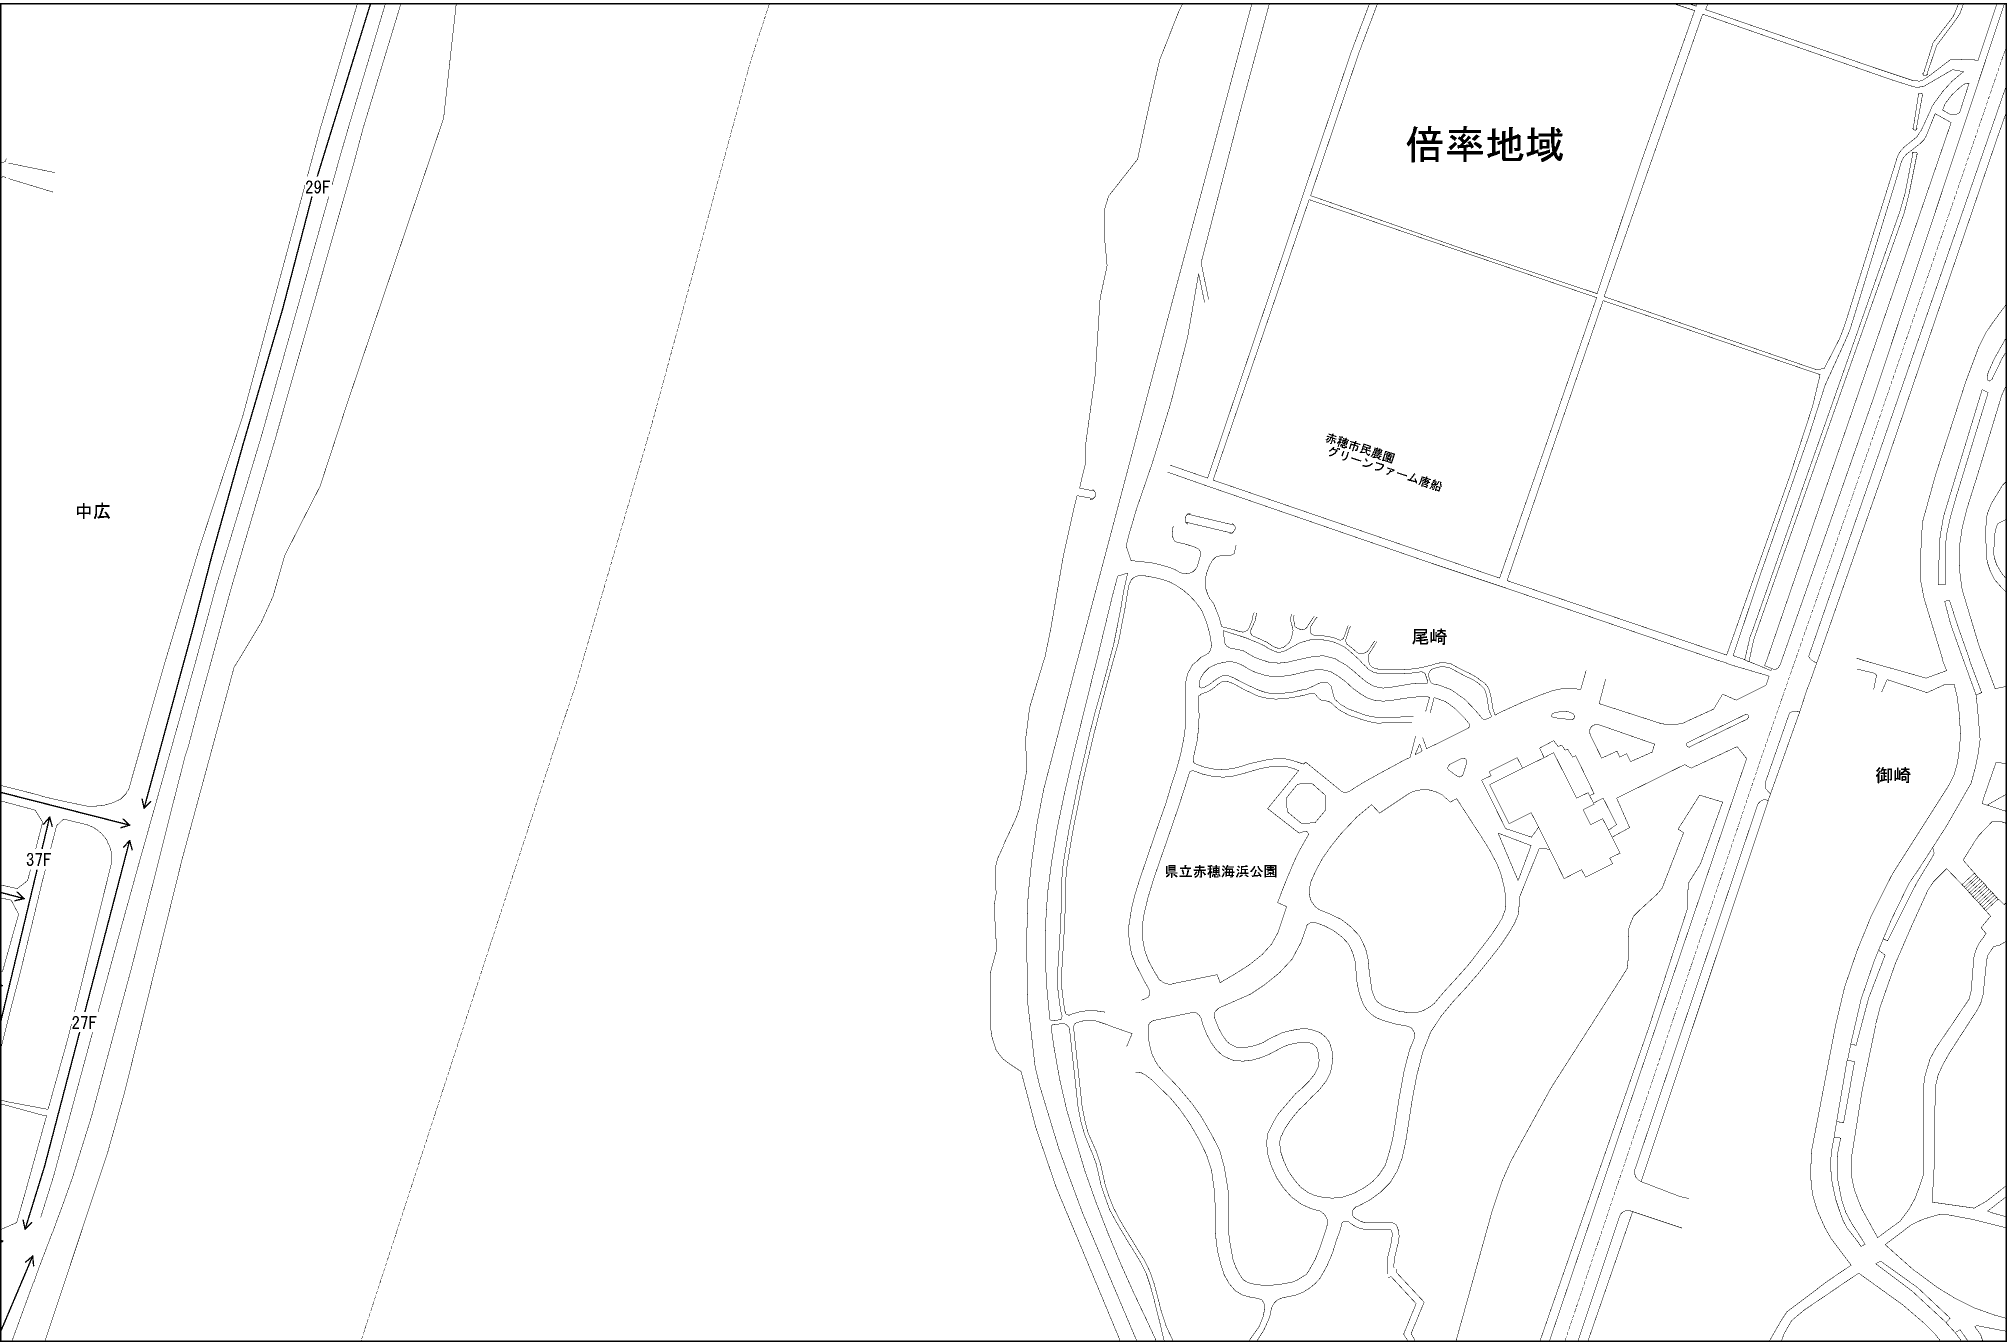 倍率地域
29F
赤穂市民農園
グリーンファーム唐船
中広
尾崎
御崎
37F
県立赤穂海浜公園
27F